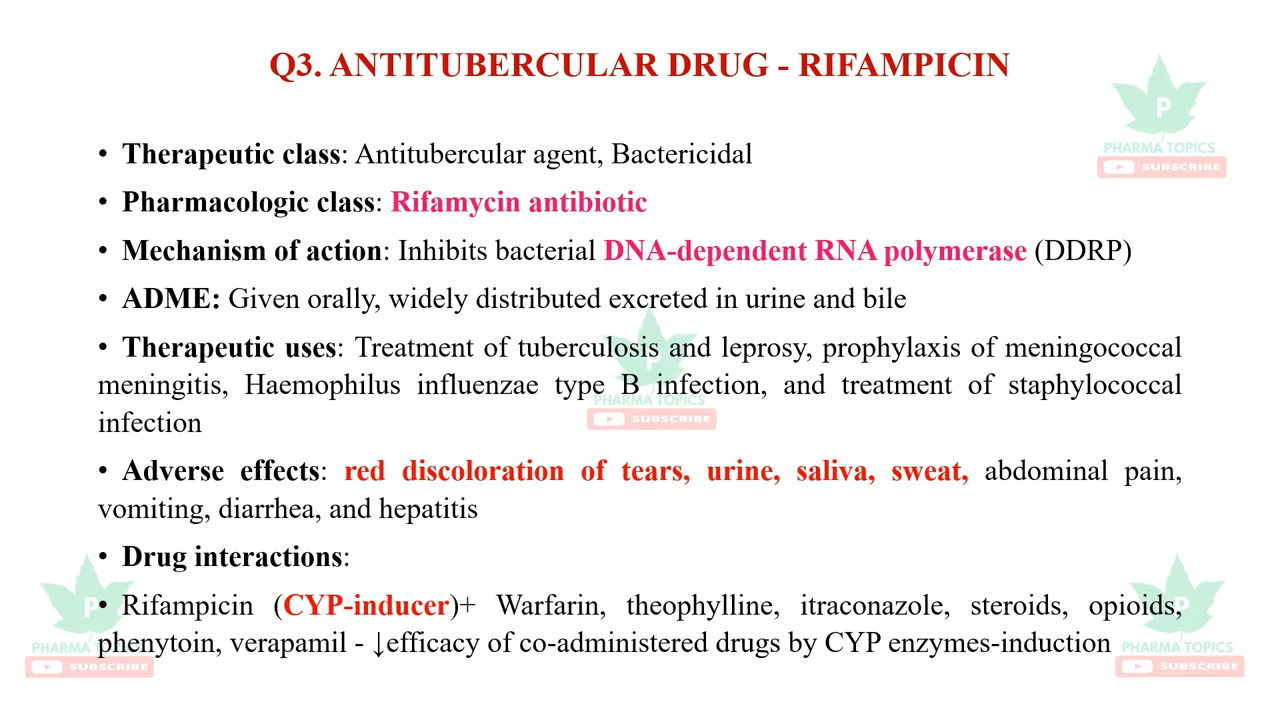 Q3. ANTITUBERCULAR DRUG - RIFAMPICIN
P
PHARMA TOPICS
SUBSCRIBE
• Therapeutic class: Antitubercular agent, Bactericidal
• Pharmacologic class: Rifamycin antibiotic
• Mechanism of action: Inhibits bacterial DNA-dependent RNA polymerase (DDRP)
• ADME: Given orally, widely distributed excreted in urine and bile
• Therapeutic uses: Treatment of tuberculosis and leprosy, prophylaxis of meningococcal
meningitis, Haemophilus influenzae type B infection, and treatment of staphylococcal
infection
P
PHARMA TOPICS
SUBSCRIBE
• Adverse effects: red discoloration of tears, urine, saliva, sweat, abdominal pain,
vomiting, diarrhea, and hepatitis
• Drug interactions:
• Rifampicin (CYP-inducer)+ Warfarin, theophylline, itraconazole, steroids, opioids,
phenytoin, verapamil - ↓efficacy of co-administered drugs by CYP enzymes-induction
P
PHARMA TOPICS
SUBSCRIBE
P
PHARMA TOPICS
SUBSCRIBE